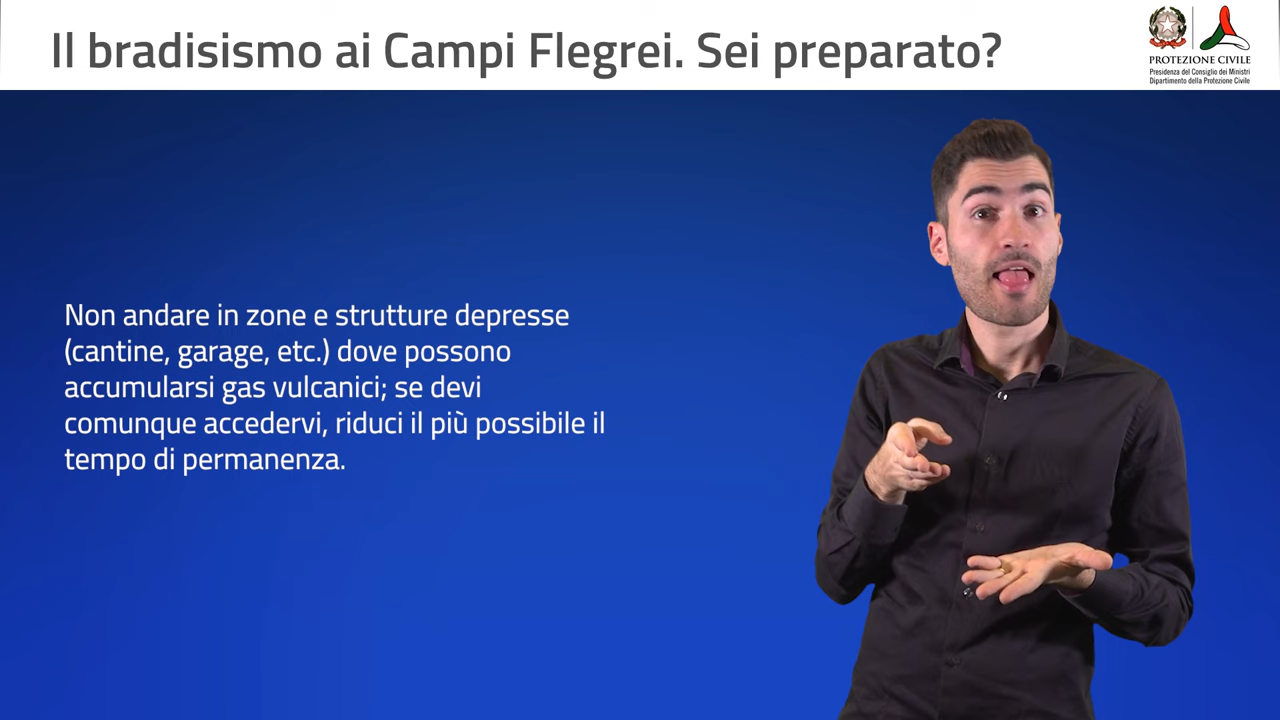 Il bradisismo ai Campi Flegrei. Sei preparato?
PROTEZIONE CIVILE
Presidenza del Consiglio dei Ministri
Dipartimento della Protezione Civile
Non andare in zone e strutture depresse
(cantine, garage, etc.) dove possono
accumularsi gas vulcanici; se devi
comunque accedervi, riduci il più possibile il
tempo di permanenza.